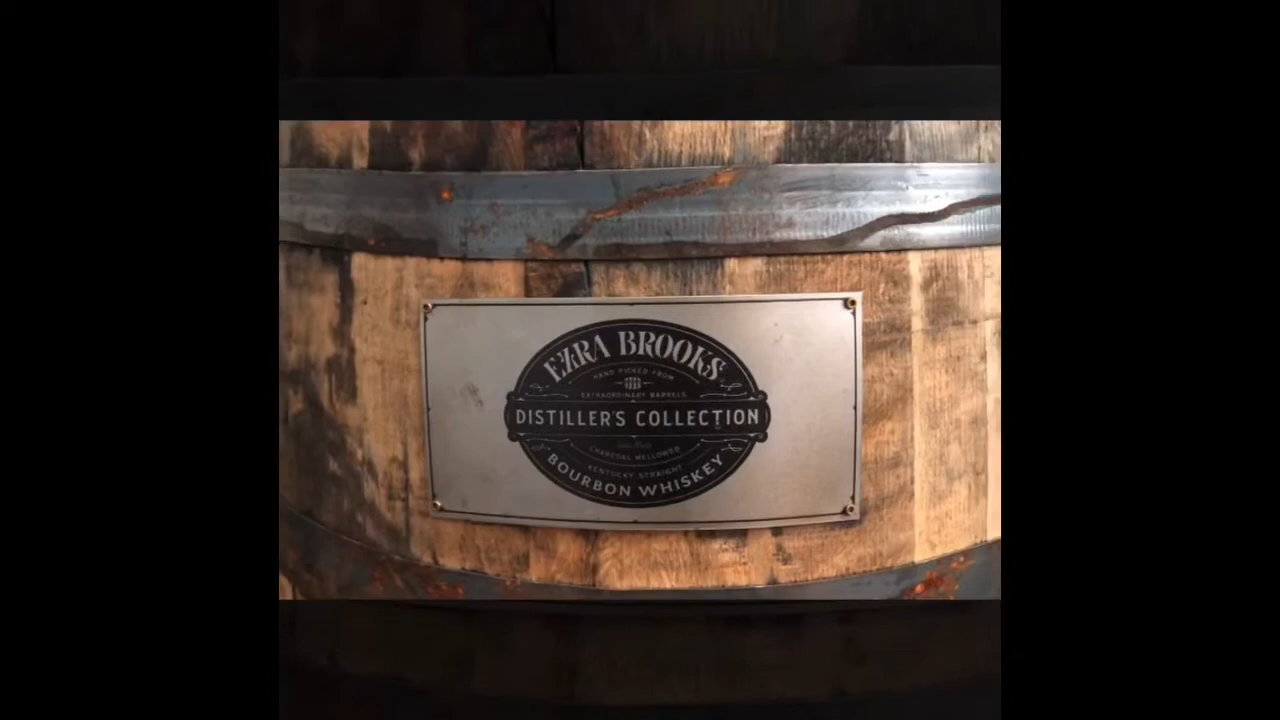 EZRA BROOKS
HAND PICKED FROM
EXTRAORDINARY BARRELS
DISTILLER'S COLLECTION
CHARCOAL MELLOWED
KENTUCKY STRAIGHT
BOURBON WHISKEY